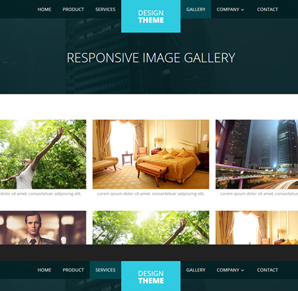 HOME PRODUCT SERVICES DESIGN THEME GALLERY COMPANY CONTACT
RESPONSIVE IMAGE GALLERY
dolor sit amet, consectetuer adipiscing elit.
Lorem ipsum dolor sit amet, consectetuer adipiscing elit.
Lorem ipsum dolor sit amet, consectetuer
HOME PRODUCT SERVICES DESIGN THEME GALLERY COMPANY CONTACT